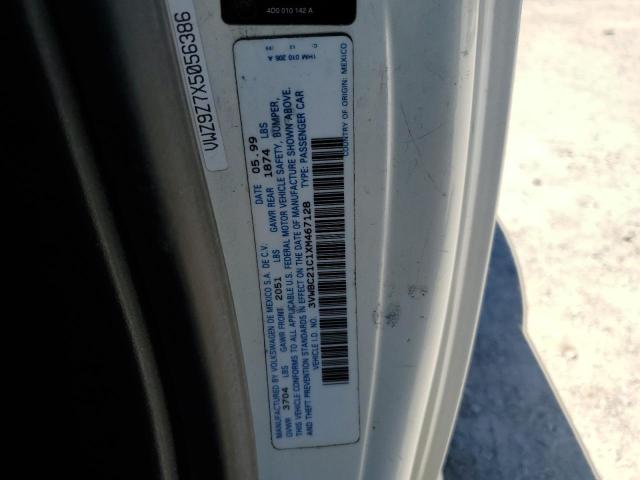 4D0 010 142 A
VWZ9Z7X5056386
1HM 010 206 A
MANUFACTURED BY VOLKSWAGEN DE MEXICO S.A. DE C.V. DATE 05.99
GVWR 3704 LBS GAWR FRONT 2051 LBS GAWR REAR 1874 LBS
THIS VEHICLE CONFORMS TO ALL APPLICABLE U.S. FEDERAL MOTOR VEHICLE SAFETY, BUMPER,
AND THEFT PREVENTION STANDARDS IN EFFECT ON THE DATE OF MANUFACTURE SHOWN ABOVE.
VEHICLE I.D. NO.: 3VWBC21C1XM467128 TYPE: PASSENGER CAR
COUNTRY OF ORIGIN: MEXICO